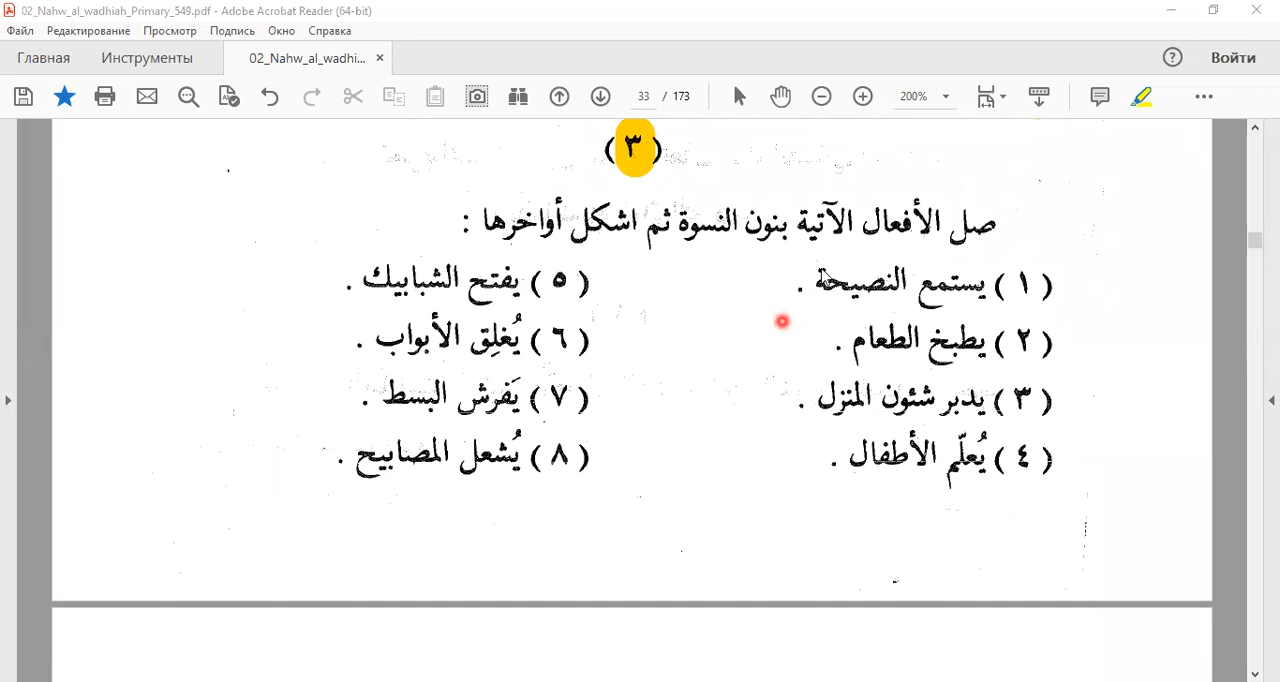 02_Nahw_al_wadhiah_Primary_549.pdf - Adobe Acrobat Reader (64-bit)
Файл Редактирование Просмотр Подпись Окно Справка
Главная Инструменты 02_Nahw_al_wadhi... × Войти
33 / 173 200%
(٣)
صل الأفعال الآتية بنون النسوة ثم اشكل أواخرها :
(١) يستمع النصيحة . (٥) يفتح الشبابيك .
(٢) يطبخ الطعام . (٦) يُغلِق الأبواب .
(٣) يدبر شئون المنزل . (٧) يَفرش البسط .
(٤) يُعلّم الأطفال . (٨) يُشعل المصابيح .